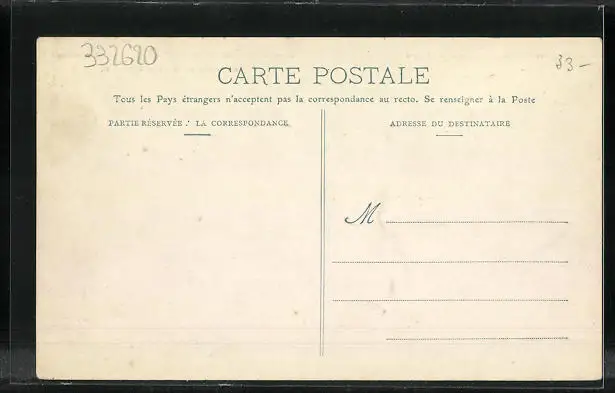 332620
33-
CARTE POSTALE
Tous les Pays étrangers n'acceptent pas la correspondance au recto. Se renseigner à la Poste
PARTIE RÉSERVÉE . LA CORRESPONDANCE
ADRESSE DU DESTINATAIRE
M